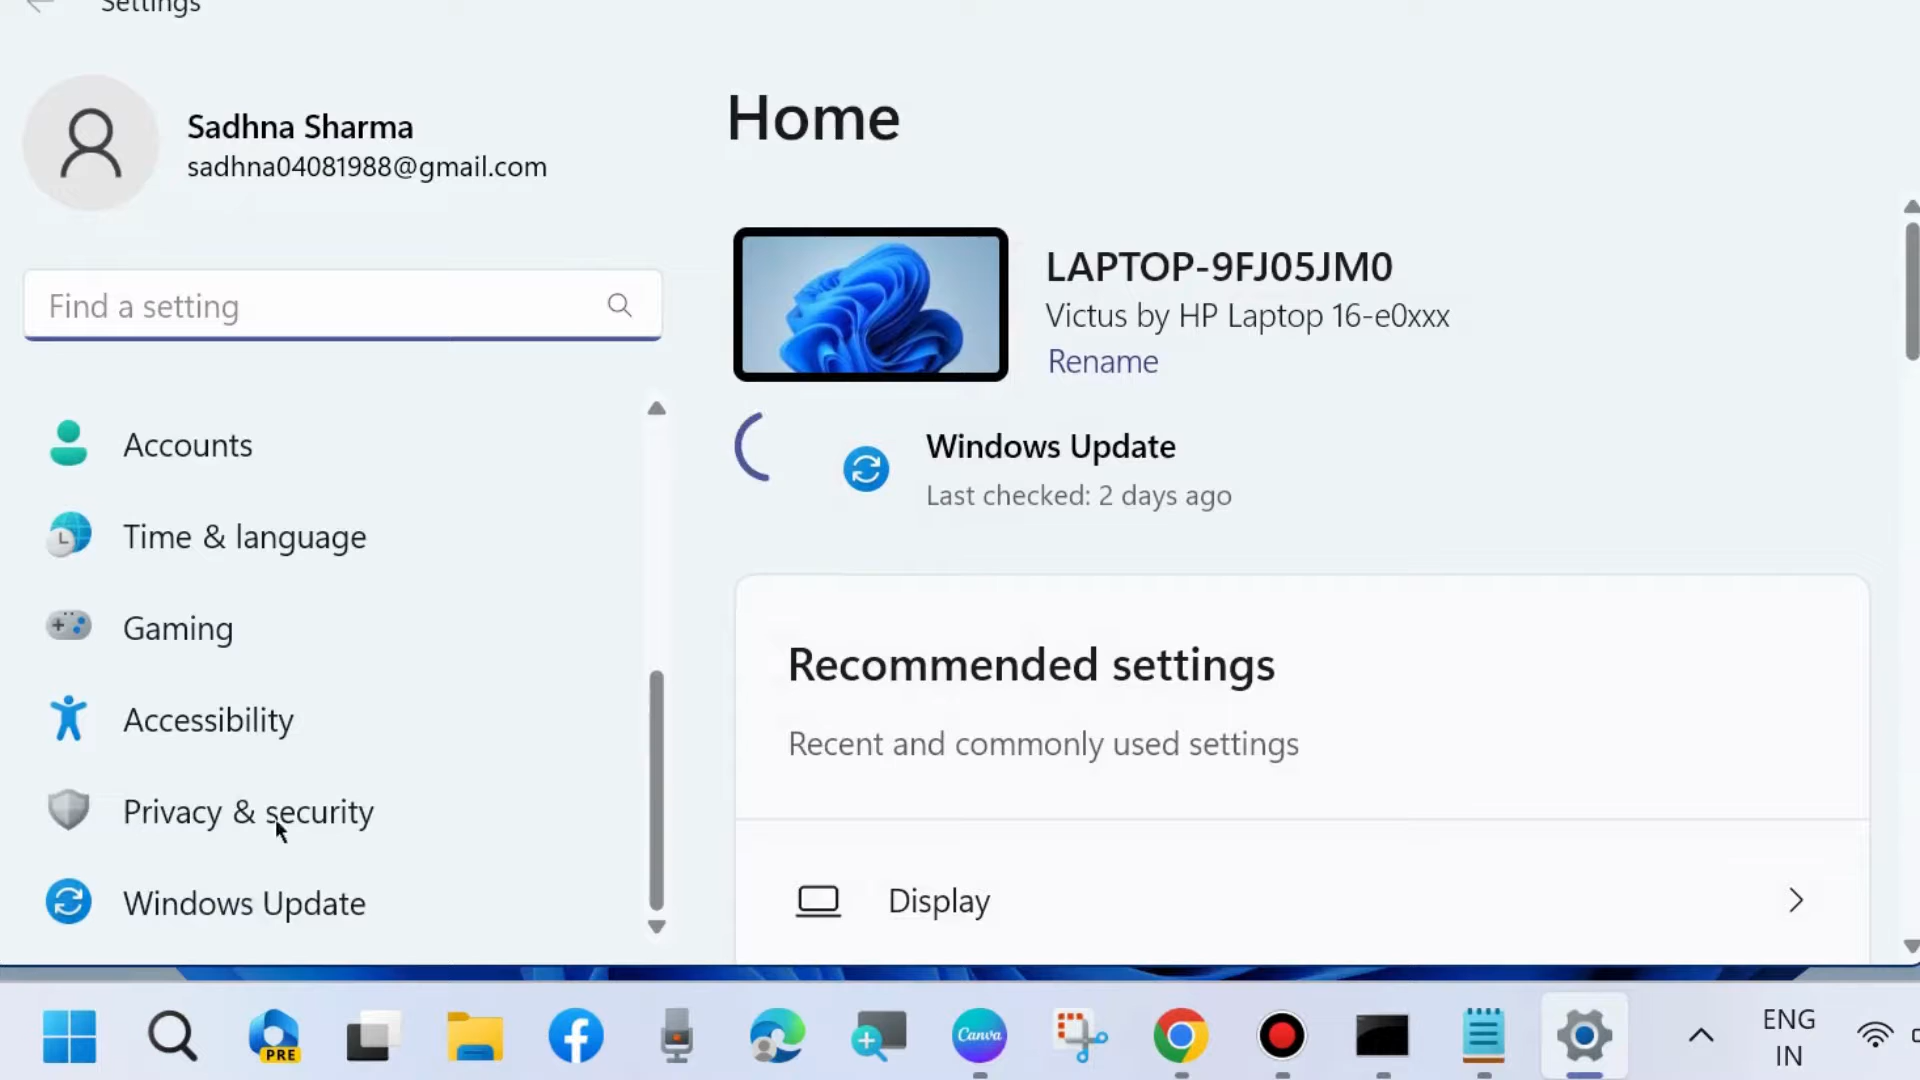 Settings
Sadhna Sharma
sadhna04081988@gmail.com
Find a setting
Accounts
Time & language
Gaming
Accessibility
Privacy & security
Windows Update
Home
LAPTOP-9FJ05JM0
Victus by HP Laptop 16-e0xxx
Rename
Windows Update
Last checked: 2 days ago
Recommended settings
Recent and commonly used settings
Display
PRE
Canva
ENG
IN